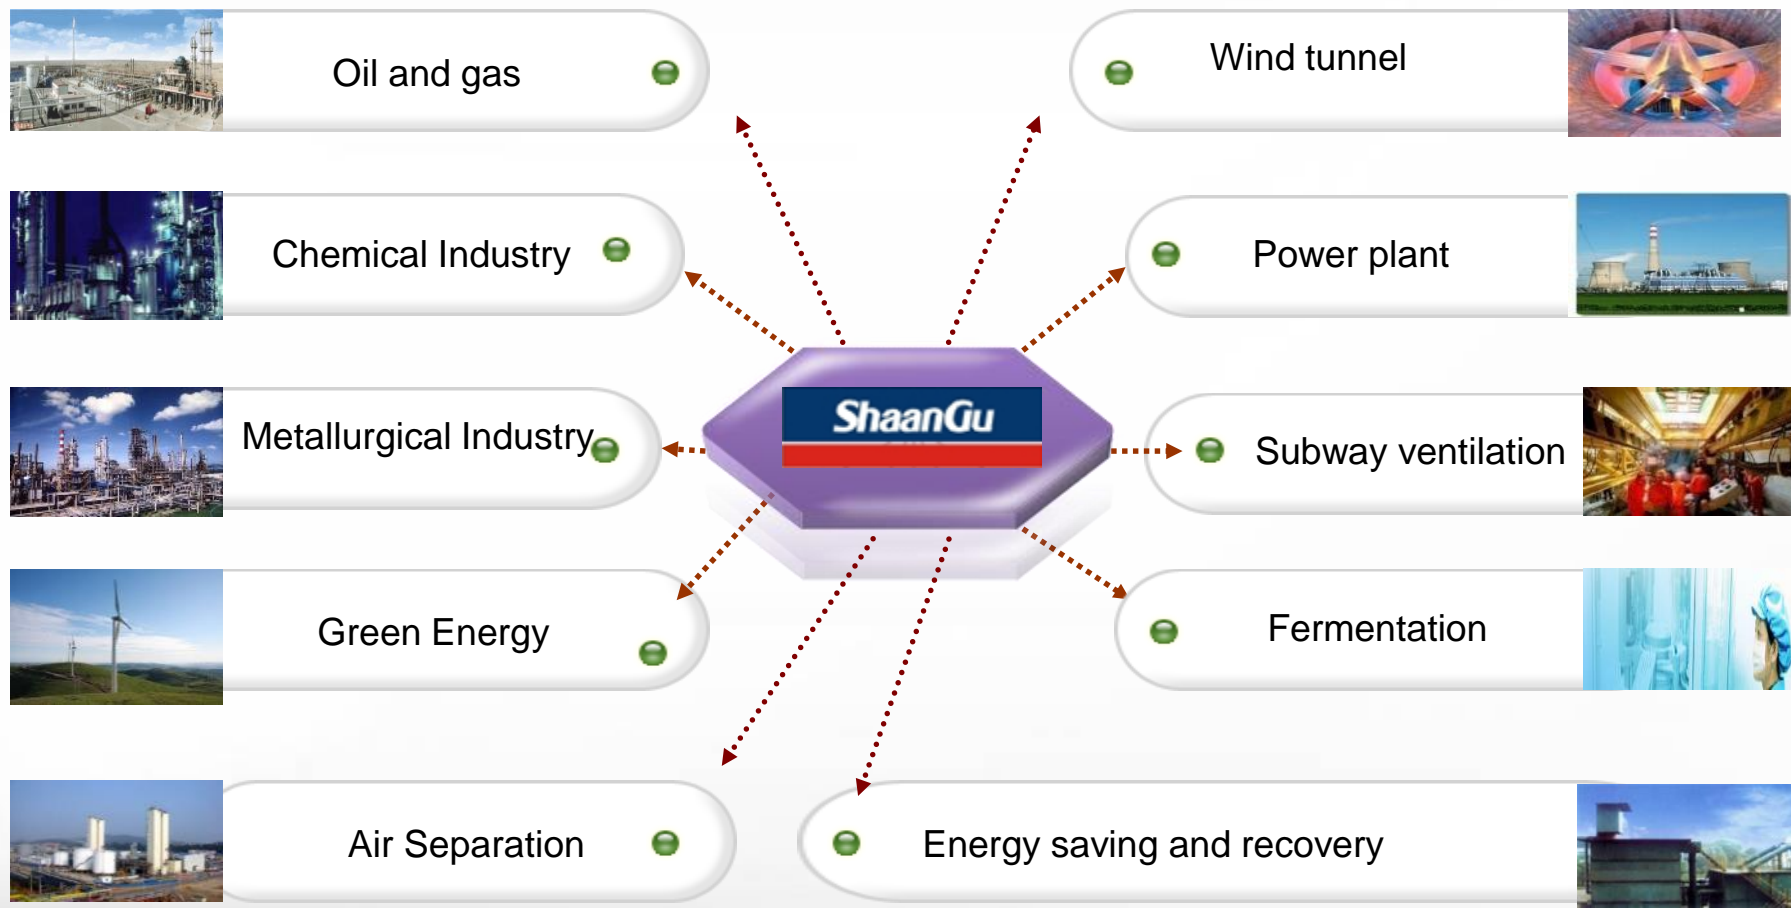 Oil and gas
Wind tunnel
Chemical Industry
Power plant
ShaanGu
Metallurgical Industry
Subway ventilation
Green Energy
Fermentation
Air Separation
Energy saving and recovery